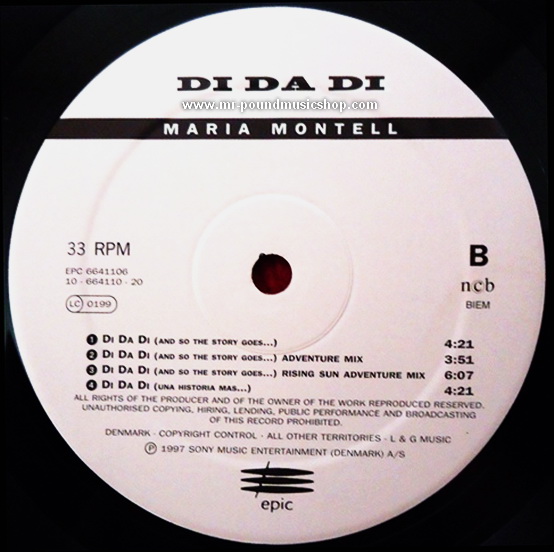 DI DA DI
www.mr-poundmusicshop.com
MARIA MONTELL
33 RPM
B
EPC 6641106
10 - 664110 - 20
ncb
LC 0199
BIEM
1 DI DA DI (AND SO THE STORY GOES...) 4:21
2 DI DA DI (AND SO THE STORY GOES...) ADVENTURE MIX 3:51
3 DI DA DI (AND SO THE STORY GOES...) RISING SUN ADVENTURE MIX 6:07
4 DI DA DI (UNA HISTORIA MAS...) 4:21
ALL RIGHTS OF THE PRODUCER AND OF THE OWNER OF THE WORK REPRODUCED RESERVED.
UNAUTHORISED COPYING, HIRING, LENDING, PUBLIC PERFORMANCE AND BROADCASTING
OF THIS RECORD PROHIBITED.
DENMARK - COPYRIGHT CONTROL - ALL OTHER TERRITORIES - L & G MUSIC
℗ 1997 SONY MUSIC ENTERTAINMENT (DENMARK) A/S
epic